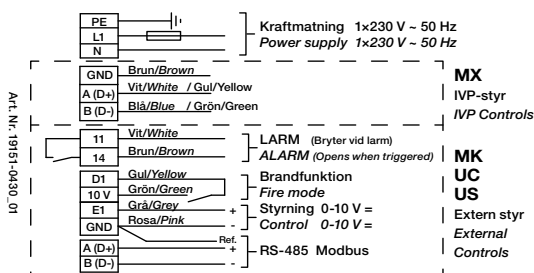 PE
L1
N
Kraftmatning 1×230 V ~ 50 Hz
Power supply 1×230 V ~ 50 Hz
GND Brun/Brown
A (D+) Vit/White / Gul/Yellow
B (D-) Blå/Blue / Grön/Green
MX
IVP-styr
IVP Controls
Art. Nr. 19151-0430_01
11 Vit/White
14 Brun/Brown
LARM (Bryter vid larm)
ALARM (Opens when triggered)
D1 Gul/Yellow
10 V Grön/Green
Brandfunktion
Fire mode
E1 Grå/Grey +
GND Rosa/Pink -
Styrning 0-10 V =
Control 0-10 V =
Ref.
A (D+) +
B (D-) -
RS-485 Modbus
MK
UC
US
Extern styr
External
Controls